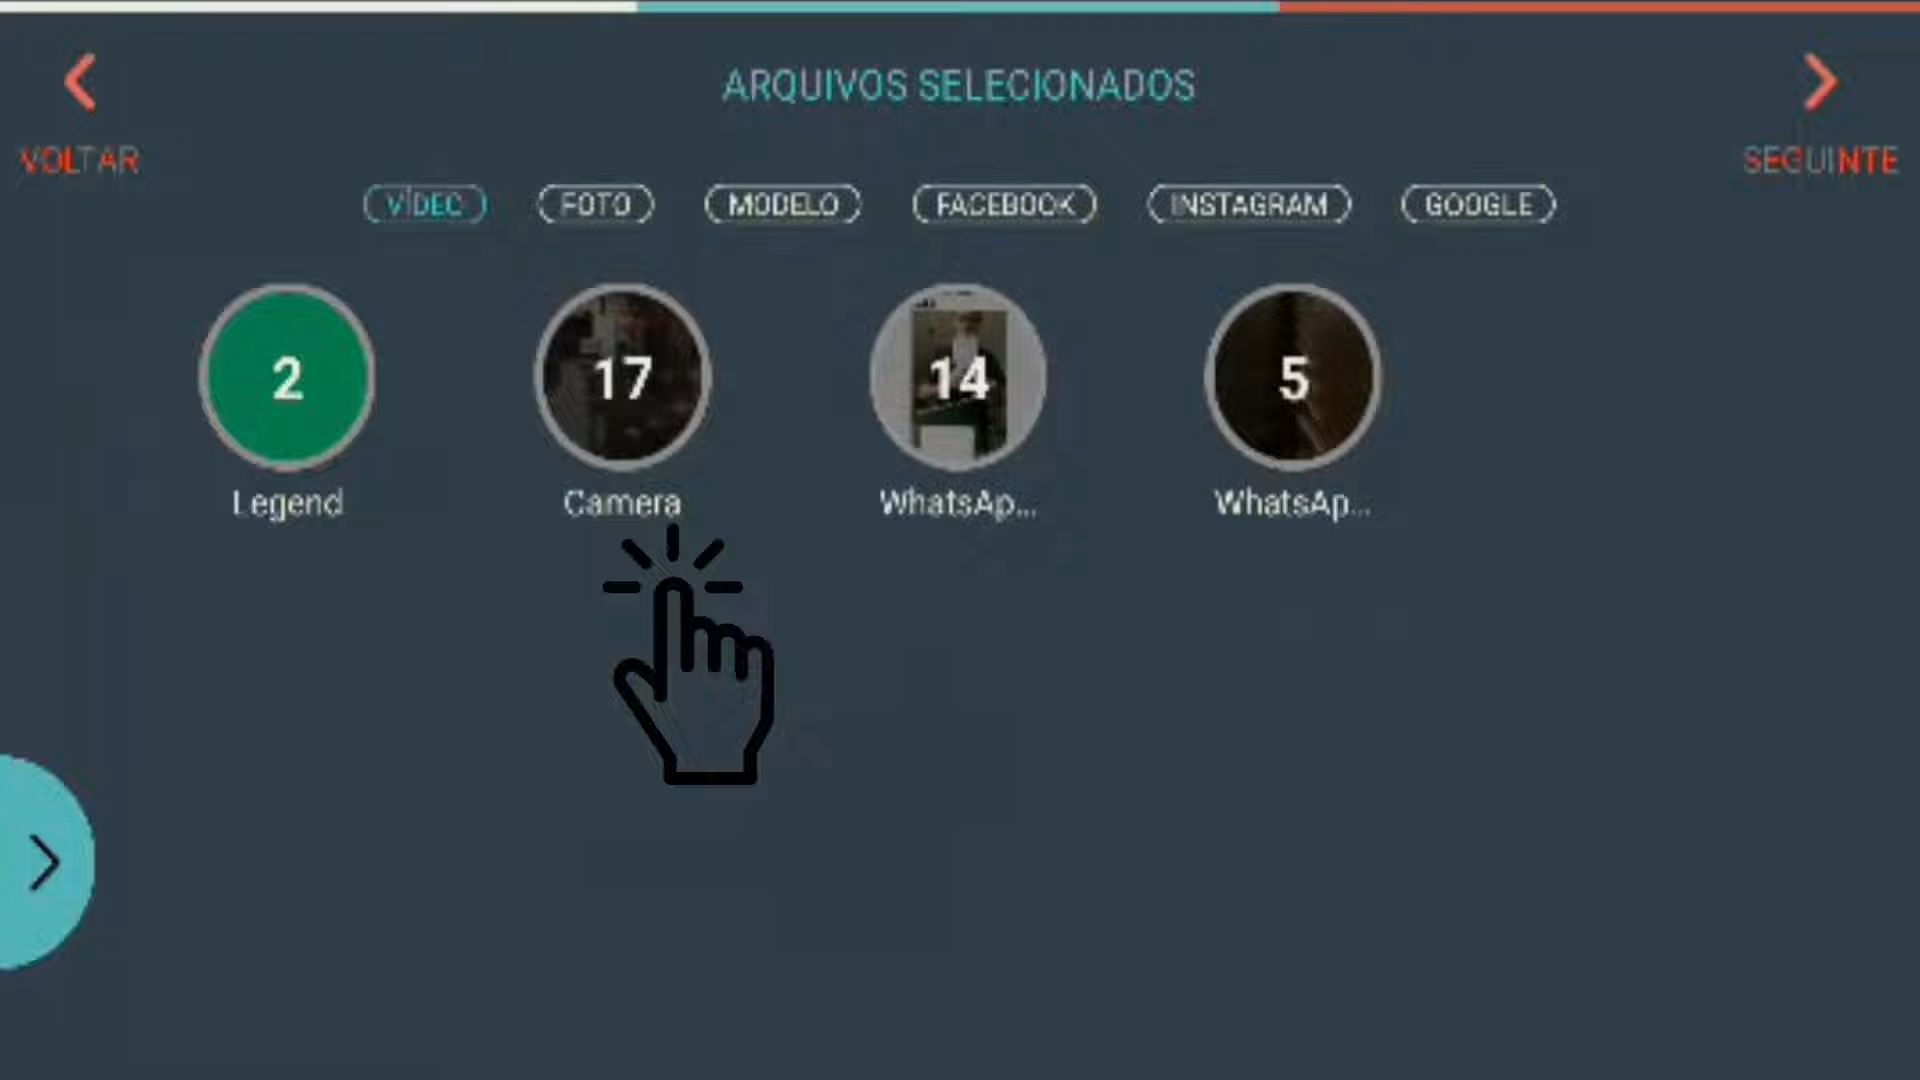 ARQUIVOS SELECIONADOS
VOLTAR
SEGUINTE
VÍDEO FOTO MODELO FACEBOOK INSTAGRAM GOOGLE
2 17 14 5
Legend Camera WhatsAp... WhatsAp...